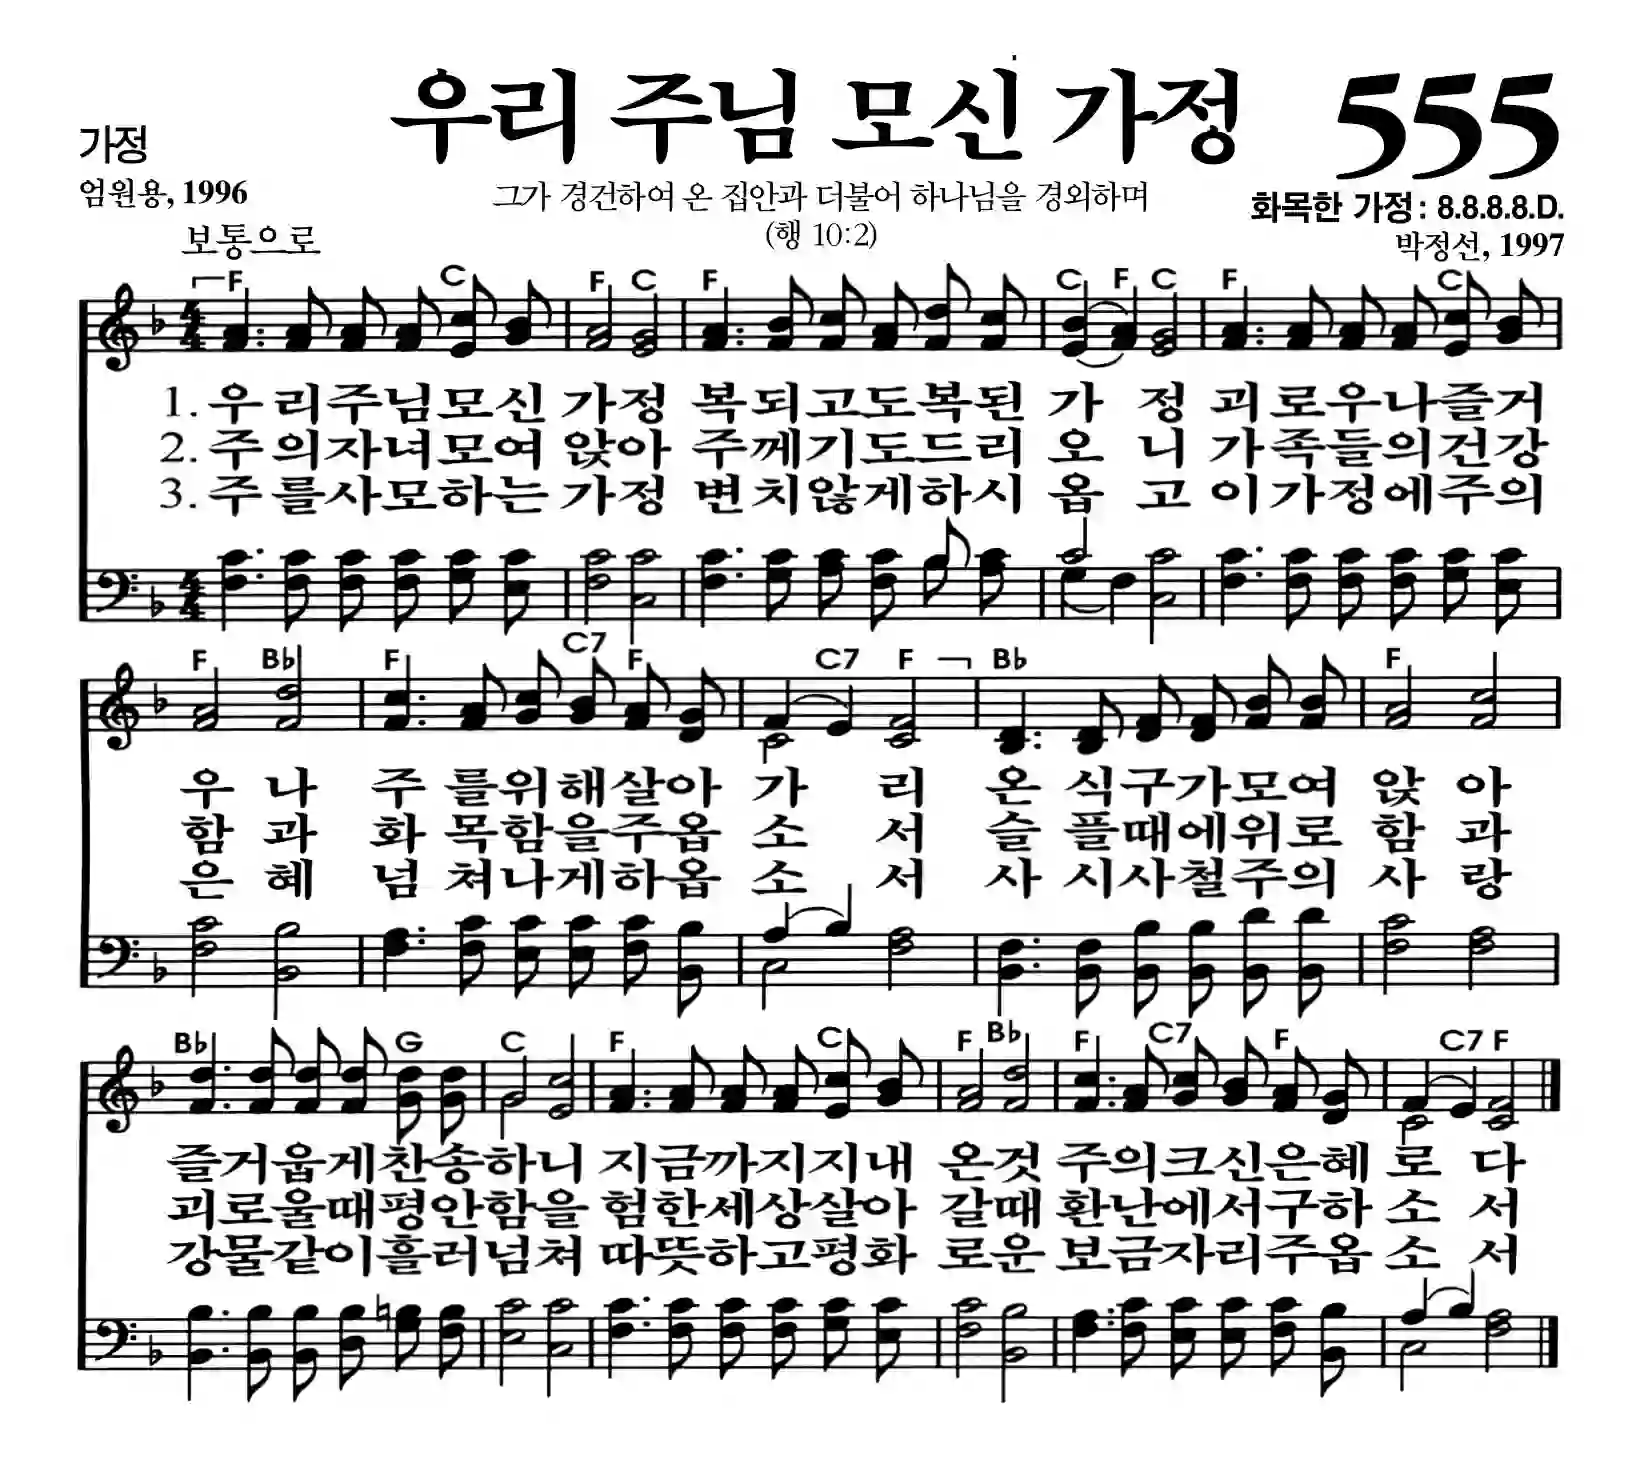 우리 주님 모신 가정 555
가정
엄원용, 1996
그가 경건하여 온 집안과 더불어 하나님을 경외하며
(행 10:2)
화목한 가정: 8.8.8.8.D.
박정선, 1997
보통으로
F C F C F C F C F C
1. 우리주님모신 가정 복되고도복된 가 정 괴로우나즐거
2. 주의자녀모여 앉아 주께기도드리 오 니 가족들의건강
3. 주를사모하는 가정 변치않게하시 옵 고 이가정에주의
F Bb F C7 F C7 F Bb F
우 나 주를위해살아 가 리 온식구가모여 앉 아
함 과 화목함을주옵 소 서 슬플때에위로 함 과
은 혜 넘쳐나게하옵 소 서 사시사철주의 사 랑
Bb G C F C F Bb F C7 F C7 F
즐거웁게찬송하니 지금까지지내 온것 주의크신은혜 로 다
괴로울때평안함을 험한세상살아 갈때 환난에서구하 소 서
강물같이흘러넘쳐 따뜻하고평화 로운 보금자리주옵 소 서